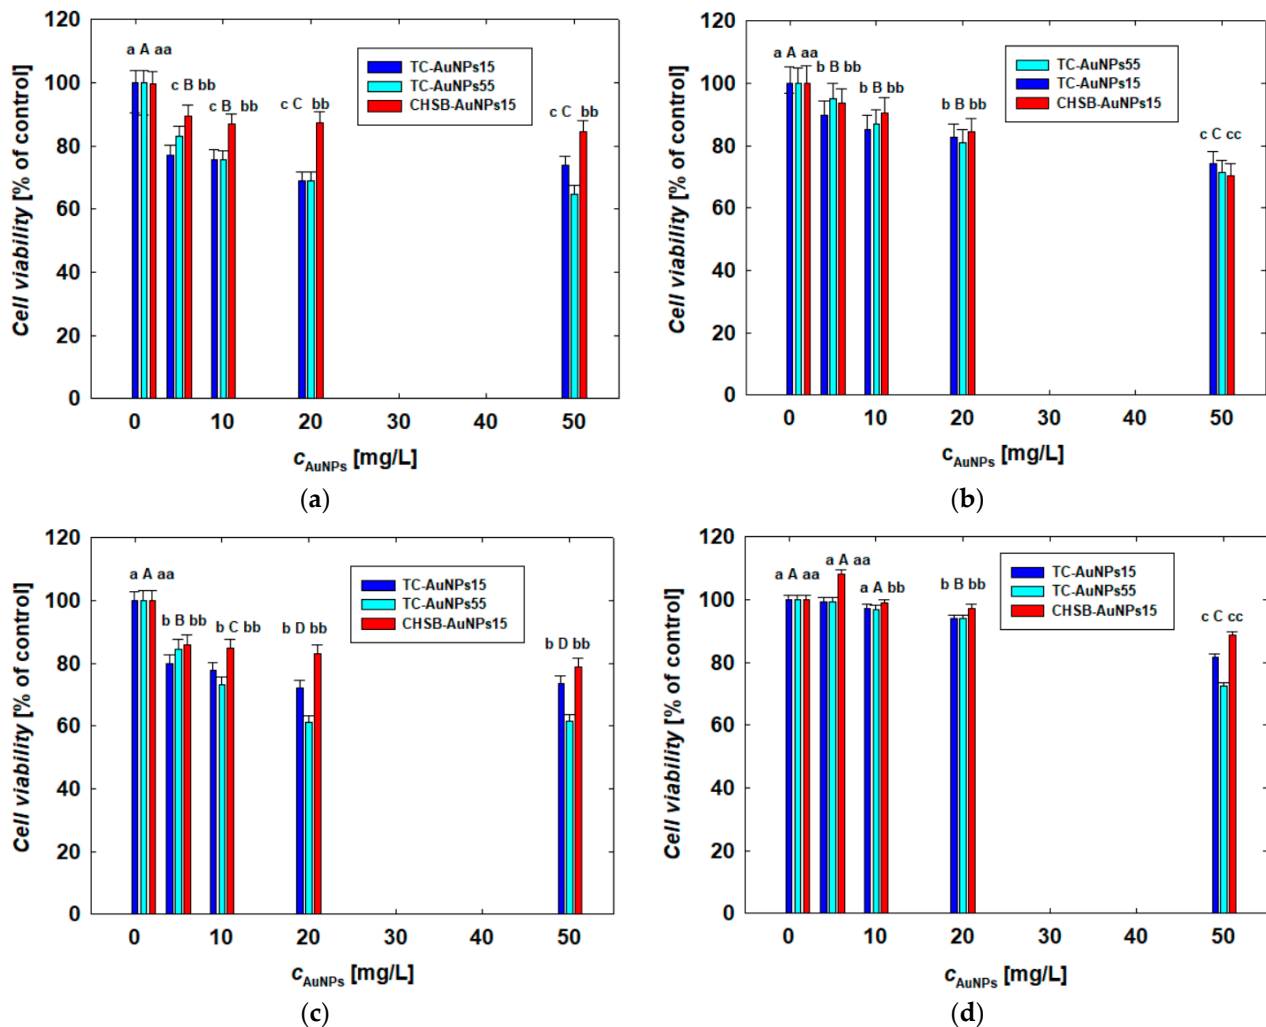 120
100
80
60
40
20
0
Cell viability [% of control]
a A aa
c B bb
c B bb
c C bb
c C bb
TC-AuNPs15
TC-AuNPs55
CHSB-AuNPs15
0 10 20 30 40 50
cAuNPs [mg/L]
(a)
120
100
80
60
40
20
0
Cell viability [% of control]
a A aa
b B bb
b B bb
b B bb
c C cc
TC-AuNPs55
TC-AuNPs15
CHSB-AuNPs15
0 10 20 30 40 50
cAuNPs [mg/L]
(b)
120
100
80
60
40
20
0
Cell viability [% of control]
a A aa
b B bb
b C bb
b D bb
b D bb
TC-AuNPs15
TC-AuNPs55
CHSB-AuNPs15
0 10 20 30 40 50
cAuNPs [mg/L]
(c)
120
100
80
60
40
20
0
Cell viability [% of control]
a A aa
a A aa
a A bb
b B bb
c C cc
TC-AuNPs15
TC-AuNPs55
CHSB-AuNPs15
0 10 20 30 40 50
cAuNPs [mg/L]
(d)